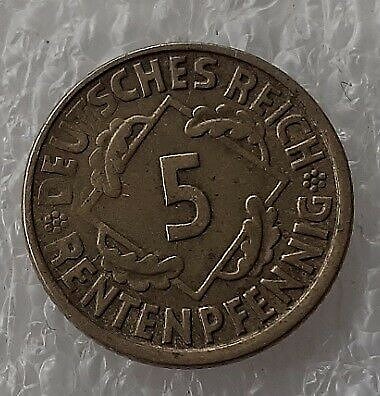 DEUTSCHES REICH
5
RENTENPFENNIG